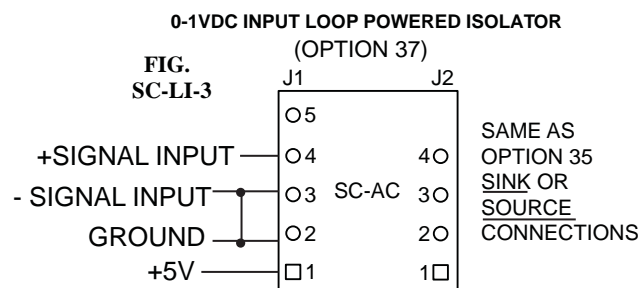 0-1VDC INPUT LOOP POWERED ISOLATOR
(OPTION 37)
FIG.
SC-LI-3
J1
J2
5
+SIGNAL INPUT
4
4
- SIGNAL INPUT
3
SC-AC
3
GROUND
2
2
+5V
1
1
SAME AS
OPTION 35
SINK OR
SOURCE
CONNECTIONS